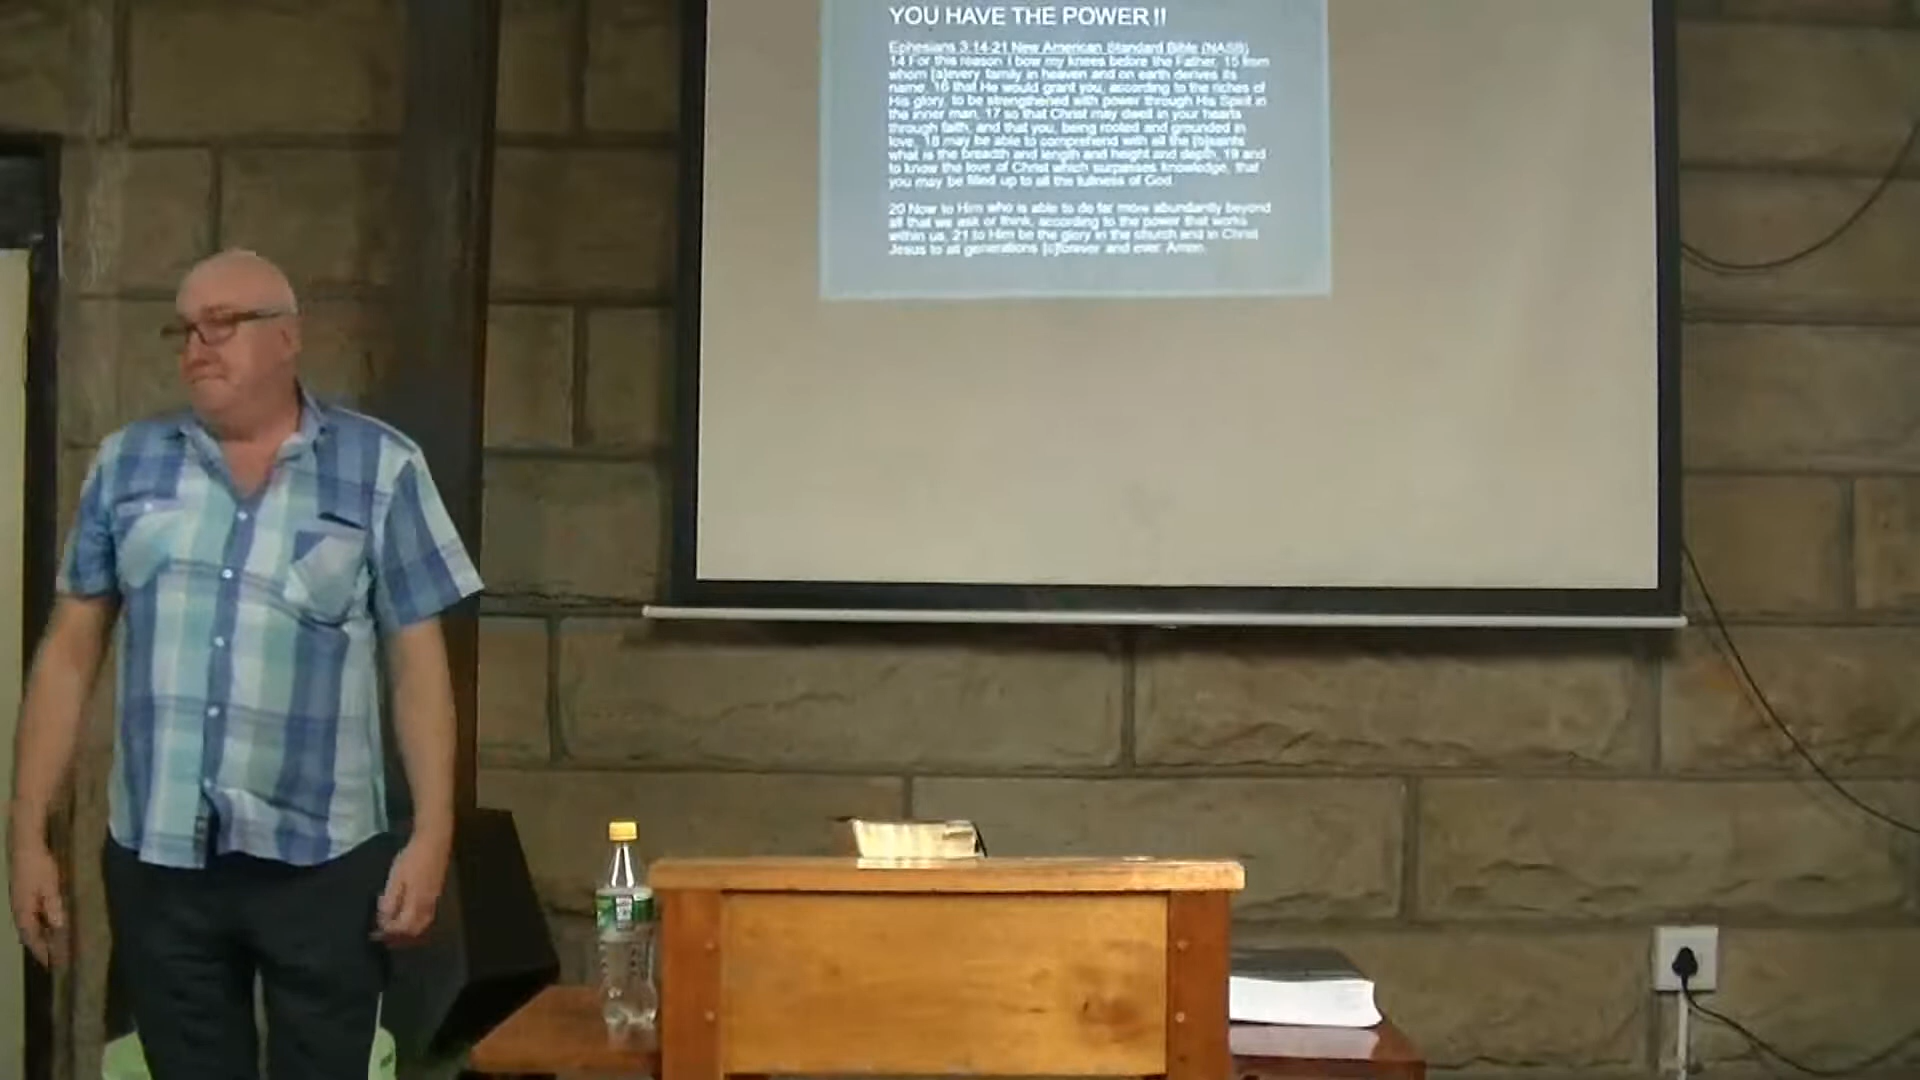 YOU HAVE THE POWER !!
Ephesians 3:14-21 New American Standard Bible (NASB)
14 For this reason I bow my knees before the Father, 15 from
whom [a]every family in heaven and on earth derives its
name, 16 that He would grant you, according to the riches of
His glory, to be strengthened with power through His Spirit in
the inner man, 17 so that Christ may dwell in your hearts
through faith; and that you, being rooted and grounded in
love, 18 may be able to comprehend with all the [b]saints
what is the breadth and length and height and depth, 19 and
to know the love of Christ which surpasses knowledge, that
you may be filled up to all the fullness of God.
20 Now to Him who is able to do far more abundantly beyond
all that we ask or think, according to the power that works
within us, 21 to Him be the glory in the church and in Christ
Jesus to all generations [c]forever and ever. Amen.